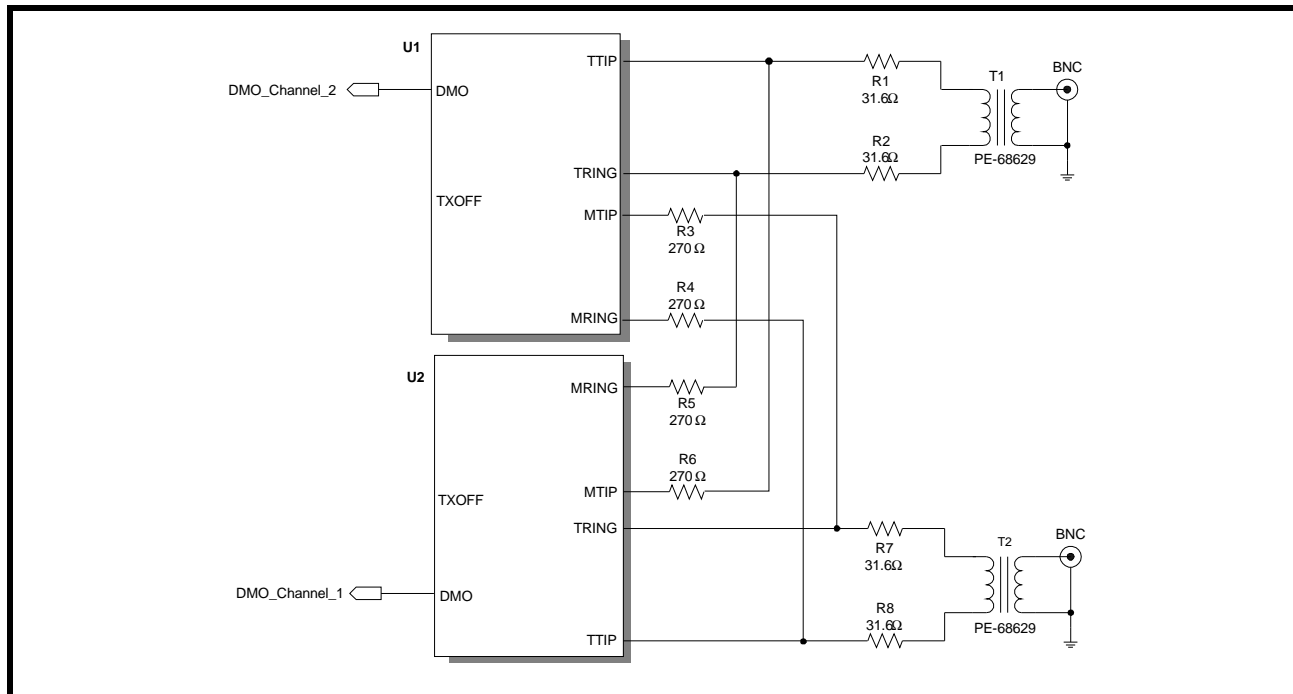 U1
TTIP
DMO_Channel_2
DMO
R1
31.6Ω
T1
BNC
R2
31.6Ω
PE-68629
TRING
TXOFF
MTIP
R3
270 Ω
R4
270 Ω
MRING
U2
MRING
R5
270 Ω
R6
270 Ω
TXOFF
MTIP
TRING
R7
31.6Ω
T2
BNC
DMO_Channel_1
DMO
R8
31.6Ω
PE-68629
TTIP